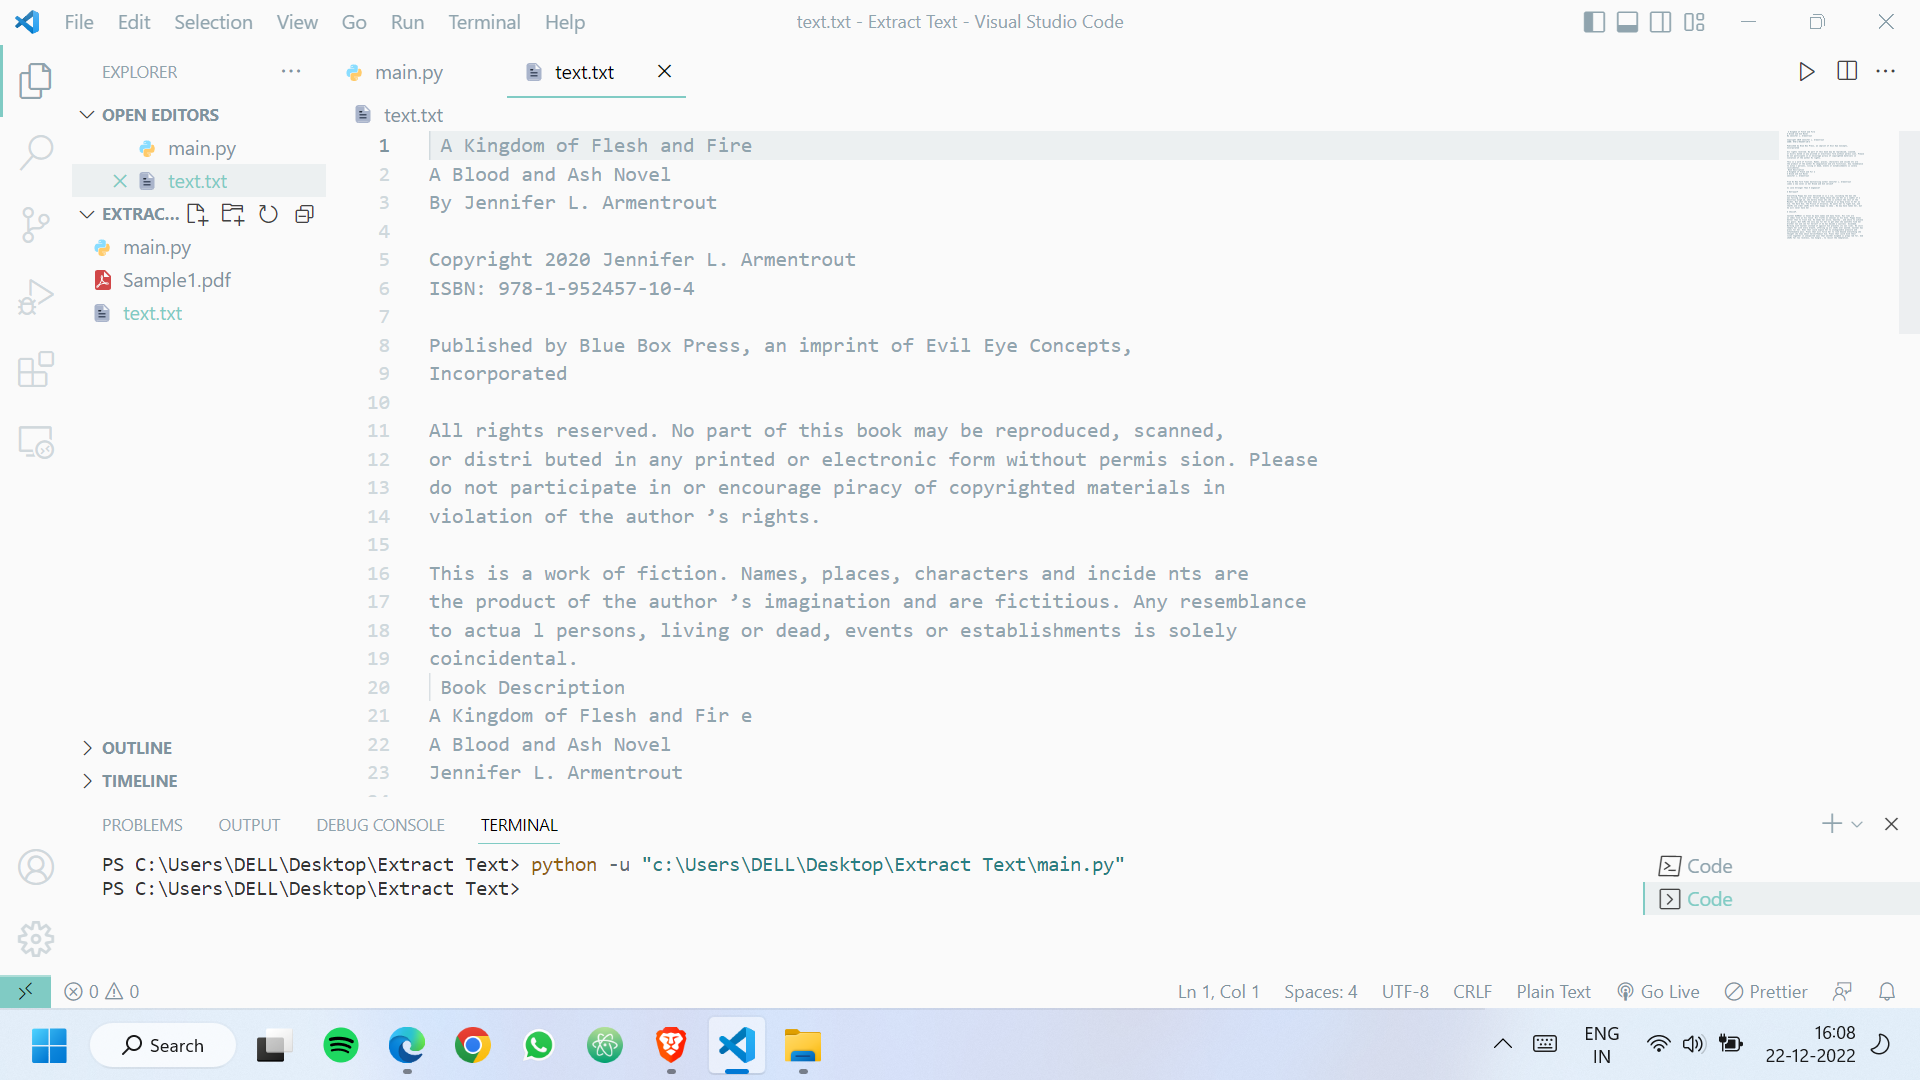 File Edit Selection View Go Run Terminal Help
text.txt - Extract Text - Visual Studio Code
EXPLORER
OPEN EDITORS
main.py
text.txt
EXTRAC...
main.py
Sample1.pdf
text.txt
OUTLINE
TIMELINE
main.py
text.txt
text.txt
1 A Kingdom of Flesh and Fire
2 A Blood and Ash Novel
3 By Jennifer L. Armentrout
4
5 Copyright 2020 Jennifer L. Armentrout
6 ISBN: 978-1-952457-10-4
7
8 Published by Blue Box Press, an imprint of Evil Eye Concepts,
9 Incorporated
10
11 All rights reserved. No part of this book may be reproduced, scanned,
12 or distri buted in any printed or electronic form without permis sion. Please
13 do not participate in or encourage piracy of copyrighted materials in
14 violation of the author ’s rights.
15
16 This is a work of fiction. Names, places, characters and incide nts are
17 the product of the author ’s imagination and are fictitious. Any resemblance
18 to actua l persons, living or dead, events or establishments is solely
19 coincidental.
20 Book Description
21 A Kingdom of Flesh and Fir e
22 A Blood and Ash Novel
23 Jennifer L. Armentrout
PROBLEMS OUTPUT DEBUG CONSOLE TERMINAL
PS C:\Users\DELL\Desktop\Extract Text> python -u "c:\Users\DELL\Desktop\Extract Text\main.py"
PS C:\Users\DELL\Desktop\Extract Text>
Code
Code
0 0
Ln 1, Col 1 Spaces: 4 UTF-8 CRLF Plain Text Go Live Prettier
Search
ENG
IN
16:08
22-12-2022